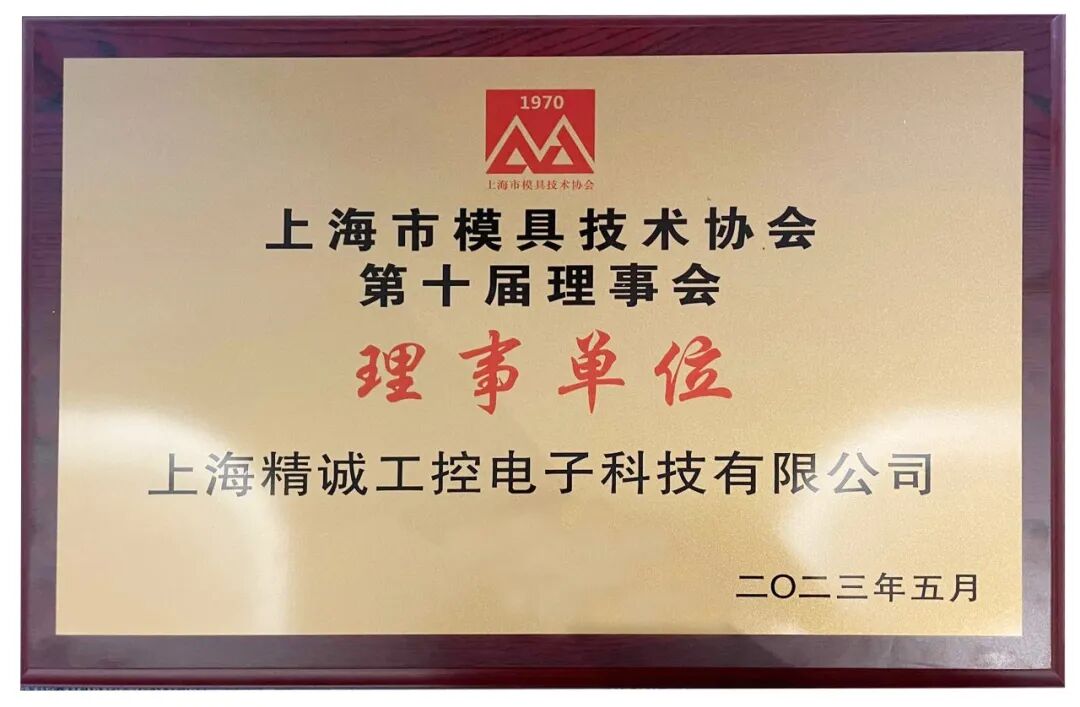 1970
上海市模具技术协会
上海市模具技术协会
第十届理事会
理事单位
上海精诚工控电子科技有限公司
二〇二三年五月